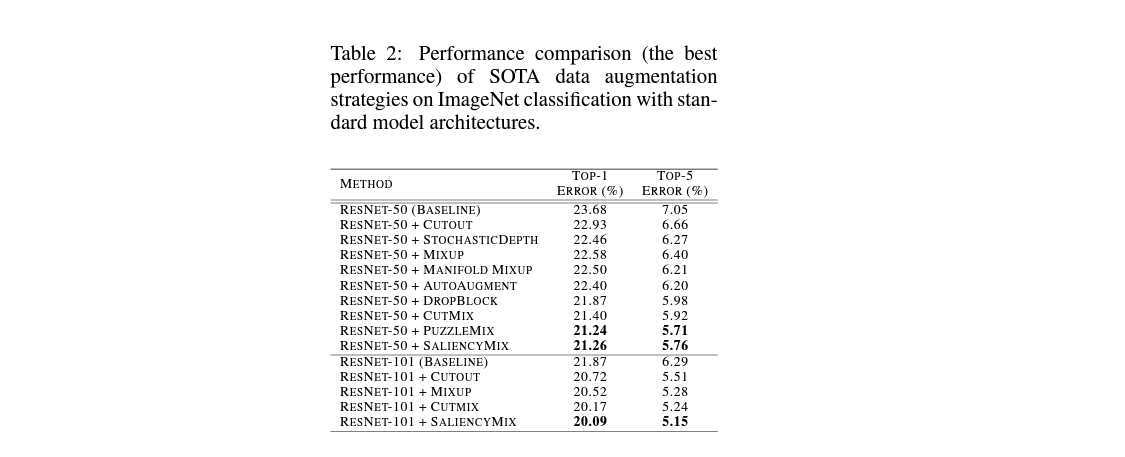 Table 2: Performance comparison (the best
performance) of SOTA data augmentation
strategies on ImageNet classification with stan-
dard model architectures.
METHOD TOP-1 ERROR (%) TOP-5 ERROR (%)
RESNET-50 (BASELINE) 23.68 7.05
RESNET-50 + CUTOUT 22.93 6.66
RESNET-50 + STOCHASTICDEPTH 22.46 6.27
RESNET-50 + MIXUP 22.58 6.40
RESNET-50 + MANIFOLD MIXUP 22.50 6.21
RESNET-50 + AUTOAUGMENT 22.40 6.20
RESNET-50 + DROPBLOCK 21.87 5.98
RESNET-50 + CUTMIX 21.40 5.92
RESNET-50 + PUZZLEMIX 21.24 5.71
RESNET-50 + SALIENCYMIX 21.26 5.76
RESNET-101 (BASELINE) 21.87 6.29
RESNET-101 + CUTOUT 20.72 5.51
RESNET-101 + MIXUP 20.52 5.28
RESNET-101 + CUTMIX 20.17 5.24
RESNET-101 + SALIENCYMIX 20.09 5.15